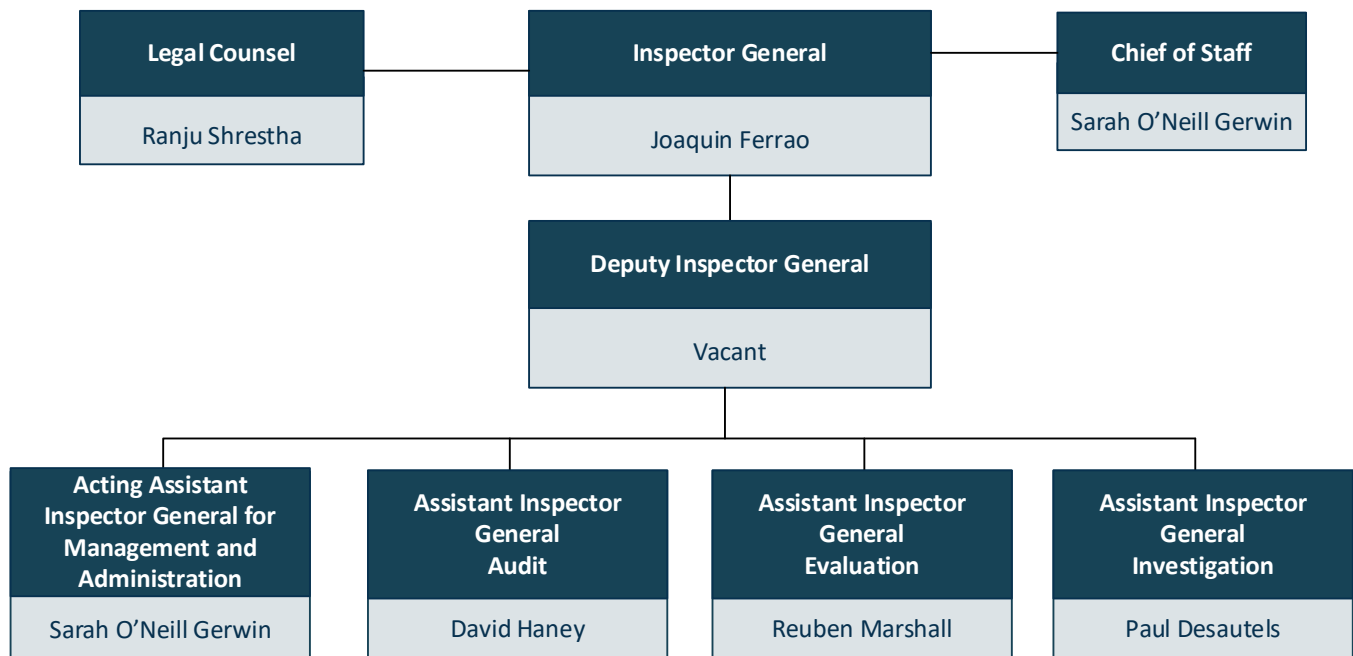 Legal Counsel
Ranju Shrestha
Inspector General
Joaquin Ferrao
Chief of Staff
Sarah O’Neill Gerwin
Deputy Inspector General
Vacant
Acting Assistant
Inspector General for
Management and
Administration
Sarah O’Neill Gerwin
Assistant Inspector
General
Audit
David Haney
Assistant Inspector
General
Evaluation
Reuben Marshall
Assistant Inspector
General
Investigation
Paul Desautels